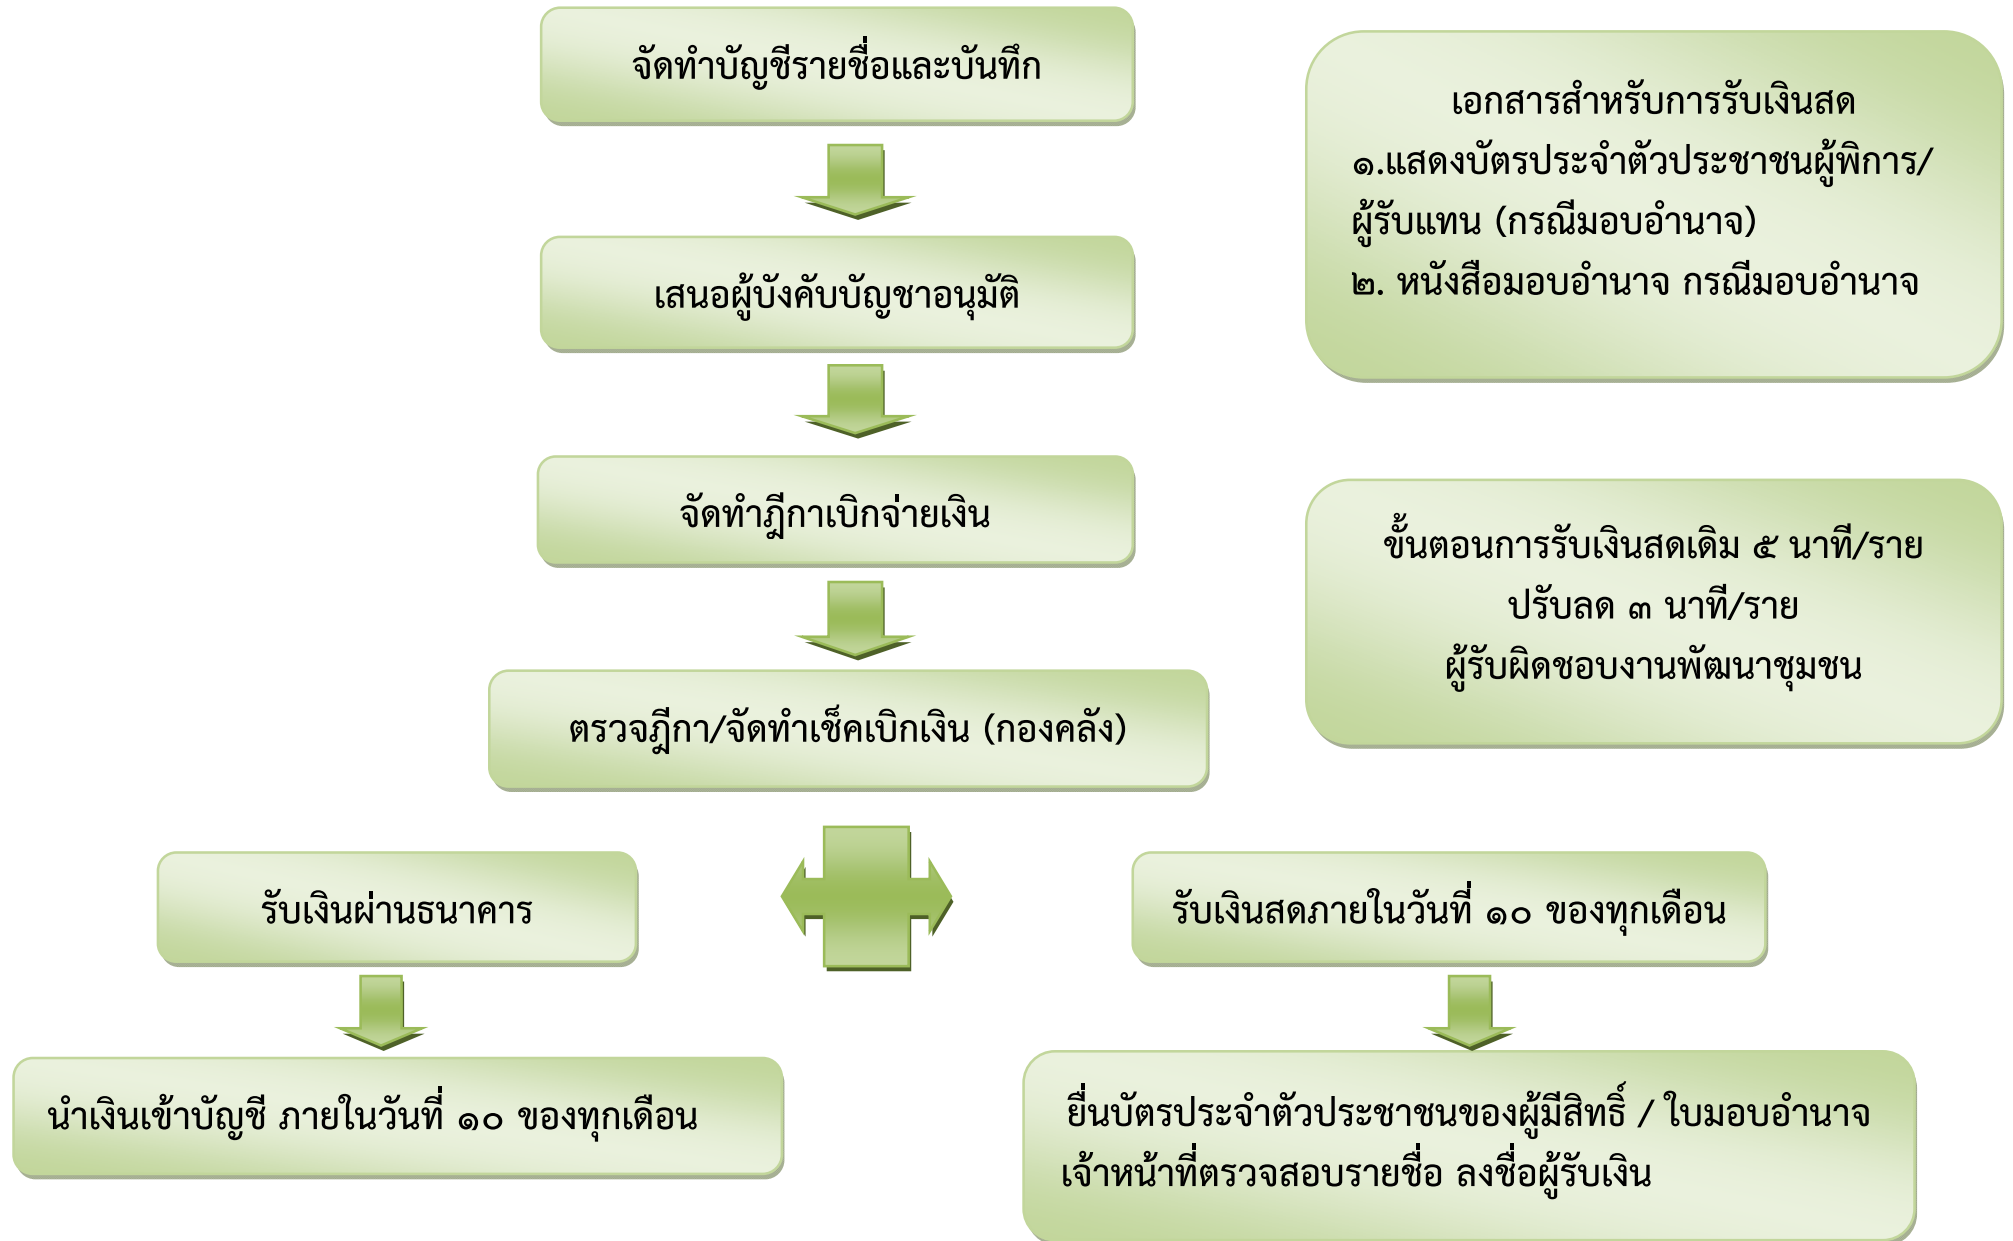 จัดทำบัญชีรายชื่อและบันทึก
เสนอผู้บังคับบัญชาอนุมัติ
จัดทำฎีกาเบิกจ่ายเงิน
ตรวจฎีกา/จัดทำเช็คเบิกเงิน (กองคลัง)
รับเงินผ่านธนาคาร
นำเงินเข้าบัญชี ภายในวันที่ ๑๐ ของทุกเดือน
รับเงินสดภายในวันที่ ๑๐ ของทุกเดือน
ยื่นบัตรประจำตัวประชาชนของผู้มีสิทธิ์ / ใบมอบอำนาจ
เจ้าหน้าที่ตรวจสอบรายชื่อ ลงชื่อผู้รับเงิน
เอกสารสำหรับการรับเงินสด
๑.แสดงบัตรประจำตัวประชาชนผู้พิการ/
ผู้รับแทน (กรณีมอบอำนาจ)
๒. หนังสือมอบอำนาจ กรณีมอบอำนาจ
ขั้นตอนการรับเงินสดเดิม ๕ นาที/ราย
ปรับลด ๓ นาที/ราย
ผู้รับผิดชอบงานพัฒนาชุมชน